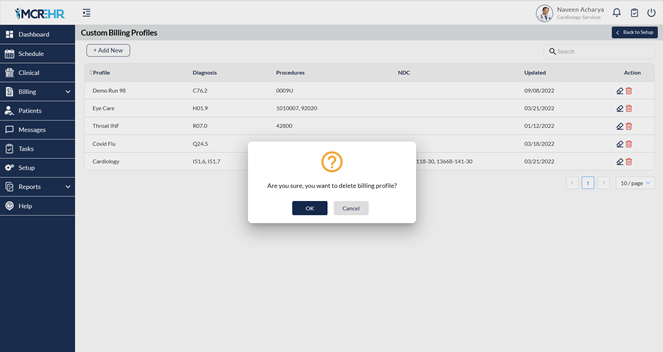 MCREHR
Naveen Acharya
Cardiology Services
Dashboard
Schedule
Clinical
Billing
Patients
Messages
Tasks
Setup
Reports
Help
Custom Billing Profiles
Back to Setup
+ Add New
Search
Profile Diagnosis Procedures NDC Updated Action
Demo Run 98 C76.2 0009U 09/08/2022
Eye Care H01.9 1010007, 92020 03/21/2022
Throat INF R07.0 42800 01/12/2022
Covid Flu Q24.5 03/18/2022
Cardiology I51.6, I51.7 118-30, 13668-141-30 03/21/2022
1 10 / page
Are you sure, you want to delete billing profile?
OK Cancel